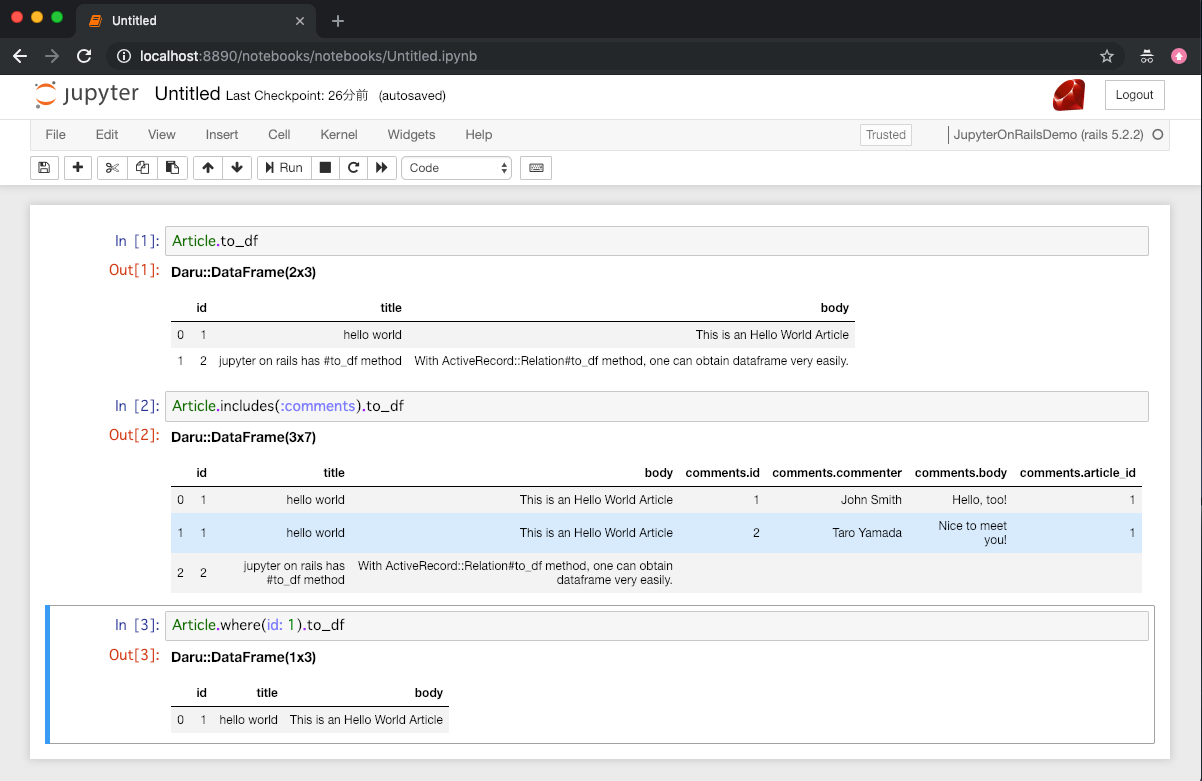 Untitled
localhost:8890/notebooks/notebooks/Untitled.ipynb
jupyter Untitled Last Checkpoint: 26分前 (autosaved)
Logout
File Edit View Insert Cell Kernel Widgets Help Trusted JupyterOnRailsDemo (rails 5.2.2)
Run Code
In [1]: Article.to_df
Out[1]: Daru::DataFrame(2x3)
id title body
0 1 hello world This is an Hello World Article
1 2 jupyter on rails has #to_df method With ActiveRecord::Relation#to_df method, one can obtain dataframe very easily.
In [2]: Article.includes(:comments).to_df
Out[2]: Daru::DataFrame(3x7)
id title body comments.id comments.commenter comments.body comments.article_id
0 1 hello world This is an Hello World Article 1 John Smith Hello, too! 1
1 1 hello world This is an Hello World Article 2 Taro Yamada Nice to meet 1
you!
2 2 jupyter on rails has With ActiveRecord::Relation#to_df method, one can obtain
#to_df method dataframe very easily.
In [3]: Article.where(id: 1).to_df
Out[3]: Daru::DataFrame(1x3)
id title body
0 1 hello world This is an Hello World Article